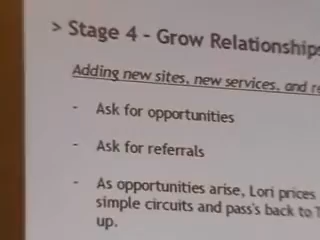 > Stage 4 - Grow Relationships
Adding new sites, new services, and
- Ask for opportunities
- Ask for referrals
- As opportunities arise, Lori prices
simple circuits and pass's back to
up.